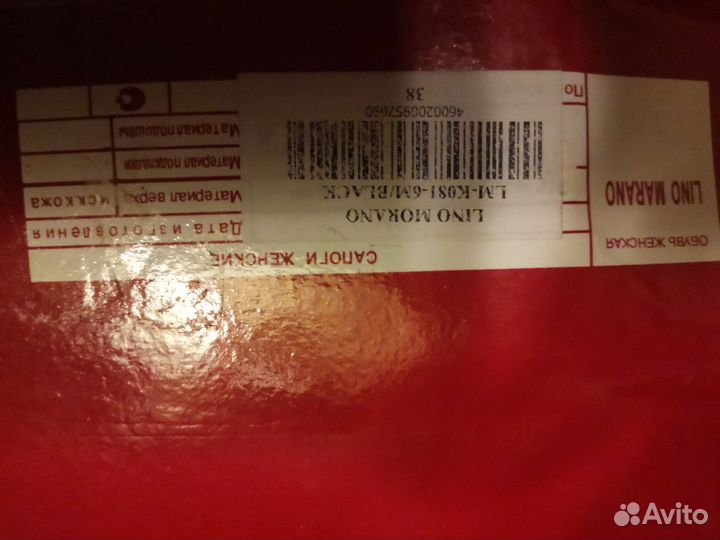 ОБУВЬ ЖЕНСКАЯ
LINO MARANO
САПОГИ ЖЕНСКИЕ
Дата изготовления
Материал верха
иск.кожа
Материал подкладки
Материал подошвы
По
LINO MORANO
LM-K081-6M/BLACK
4600200957690
38
Avito